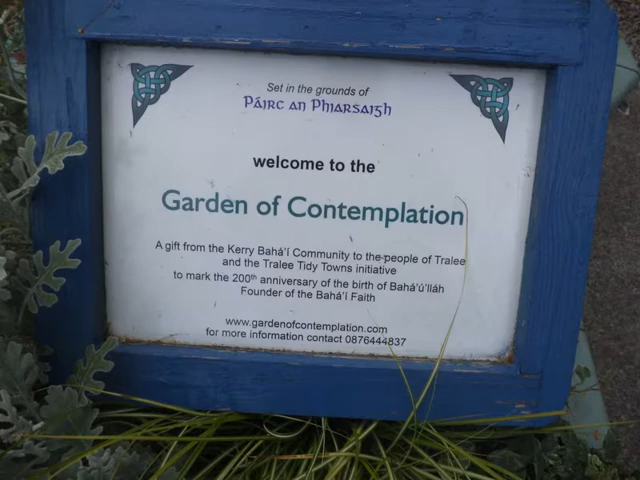 Set in the grounds of
Páirc an Phiarsaigh
welcome to the
Garden of Contemplation
A gift from the Kerry Bahá'í Community to the people of Tralee
and the Tralee Tidy Towns initiative
to mark the 200th anniversary of the birth of Bahá'u'lláh
Founder of the Bahá'í Faith
www.gardenofcontemplation.com
for more information contact 0876444837